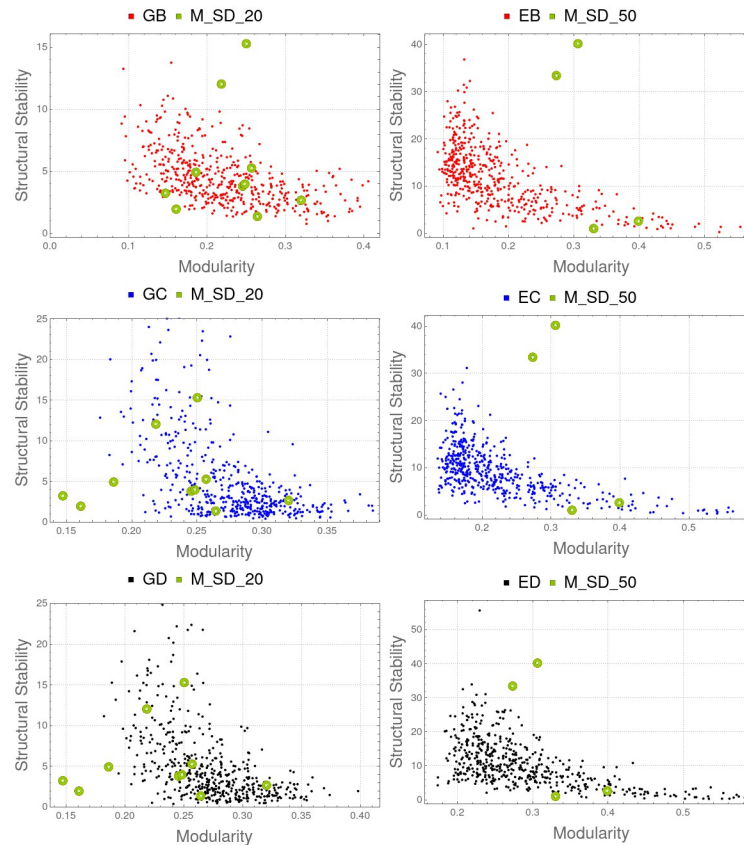 GB M_SD_20
Structural Stability
15
10
5
0
0.0 0.1 0.2 0.3 0.4
Modularity
EB M_SD_50
Structural Stability
40
30
20
10
0
0.1 0.2 0.3 0.4 0.5
Modularity
GC M_SD_20
Structural Stability
25
20
15
10
5
0
0.15 0.20 0.25 0.30 0.35
Modularity
EC M_SD_50
Structural Stability
40
30
20
10
0
0.2 0.3 0.4 0.5
Modularity
GD M_SD_20
Structural Stability
25
20
15
10
5
0
0.15 0.20 0.25 0.30 0.35 0.40
Modularity
ED M_SD_50
Structural Stability
50
40
30
20
10
0
0.2 0.3 0.4 0.5
Modularity